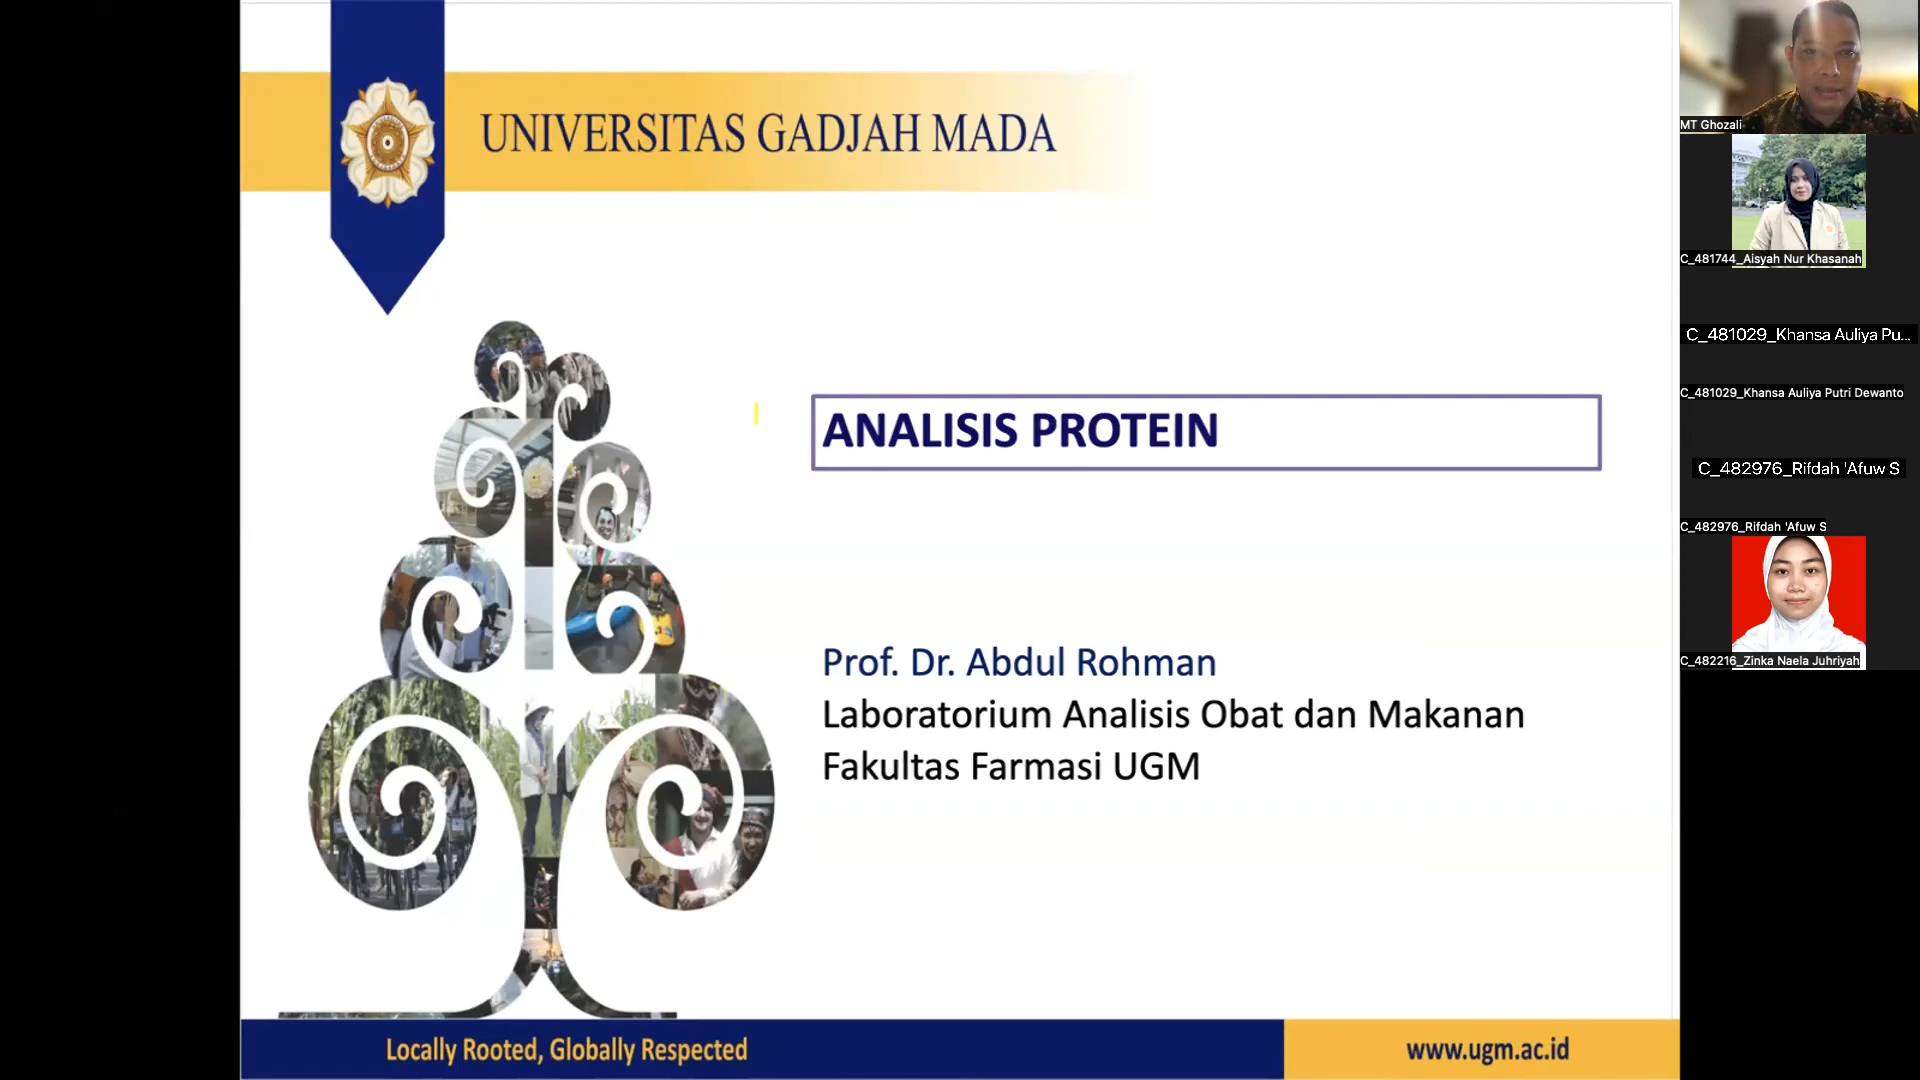 UNIVERSITAS GADJAH MADA
ANALISIS PROTEIN
Prof. Dr. Abdul Rohman
Laboratorium Analisis Obat dan Makanan
Fakultas Farmasi UGM
Locally Rooted, Globally Respected
www.ugm.ac.id
MT Ghozali
C_481744_Aisyah Nur Khasanah
C_481029_Khansa Auliya Pu...
C_481029_Khansa Auliya Putri Dewanto
C_482976_Rifdah 'Afuw S
C_482976_Rifdah 'Afuw S
C_482216_Zinka Naela Juhriyah